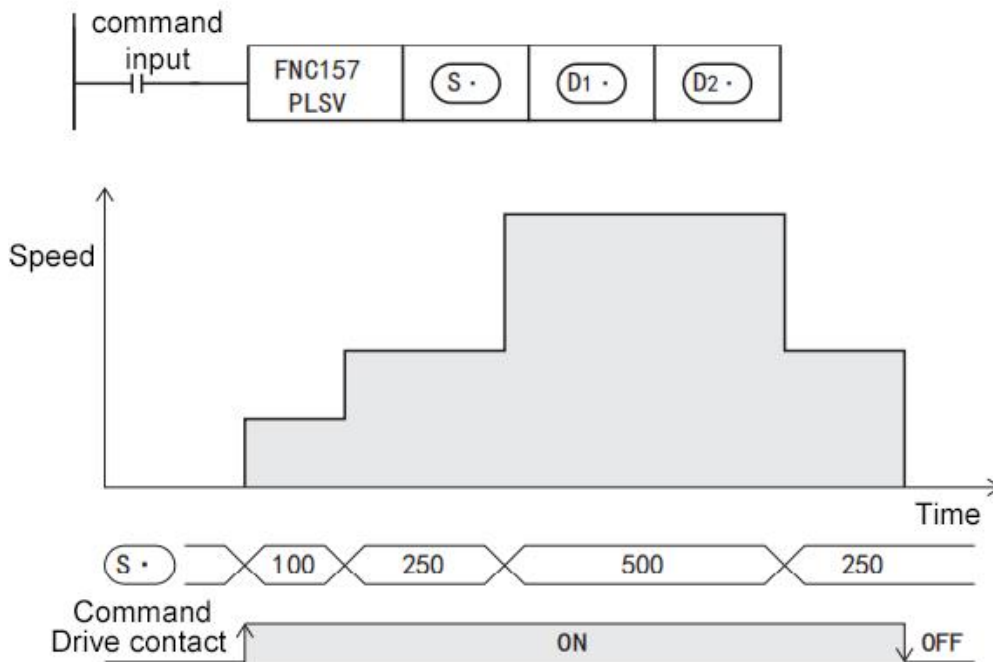 command
input
FNC157
PLSV
S・
D1・
D2・
Speed
Time
S・
100
250
500
250
Command
Drive contact
ON
OFF